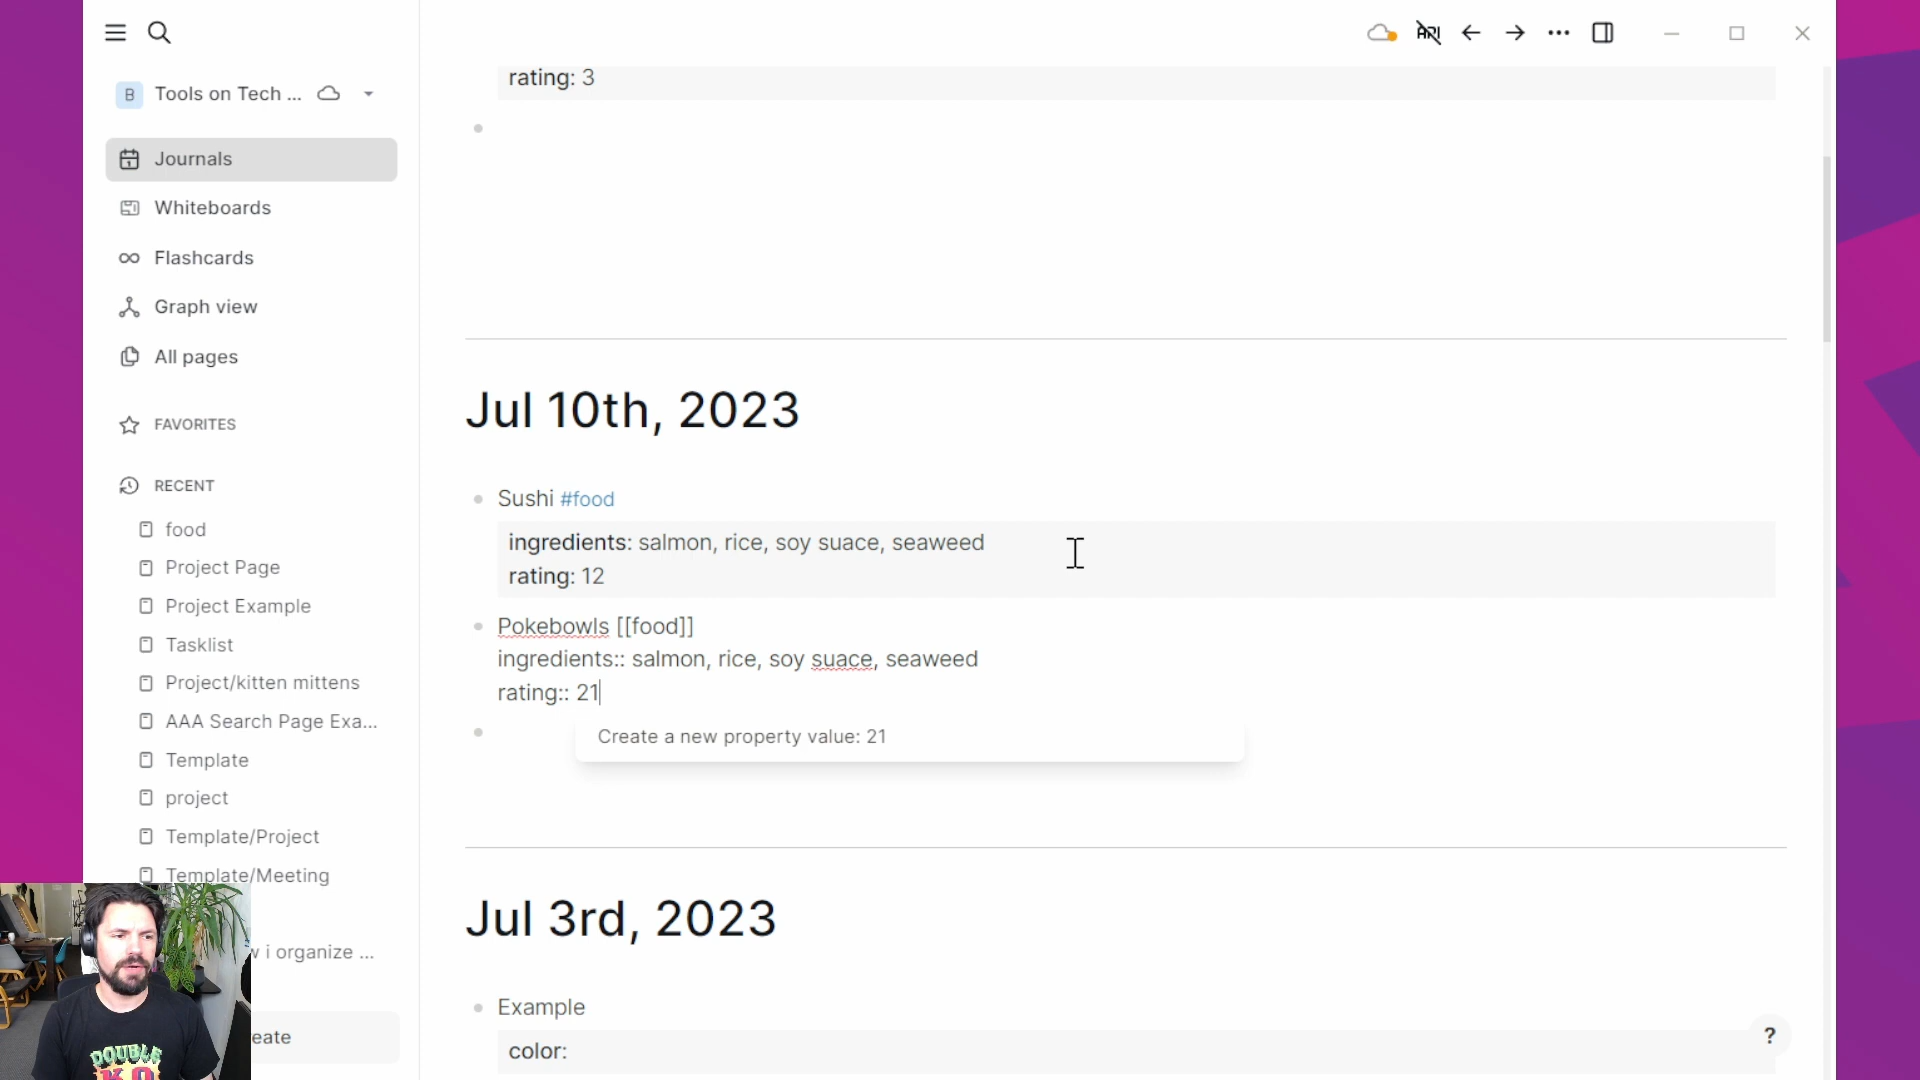 API
B Tools on Tech ...
Journals
Whiteboards
Flashcards
Graph view
All pages
FAVORITES
RECENT
food
Project Page
Project Example
Tasklist
Project/kitten mittens
AAA Search Page Exa...
Template
project
Template/Project
Template/Meeting
i organize ...
eate
rating: 3
Jul 10th, 2023
Sushi #food
ingredients: salmon, rice, soy suace, seaweed
rating: 12
Pokebowls [[food]]
ingredients:: salmon, rice, soy suace, seaweed
rating:: 21
Create a new property value: 21
Jul 3rd, 2023
Example
color:
?
DOUBLE
K.O